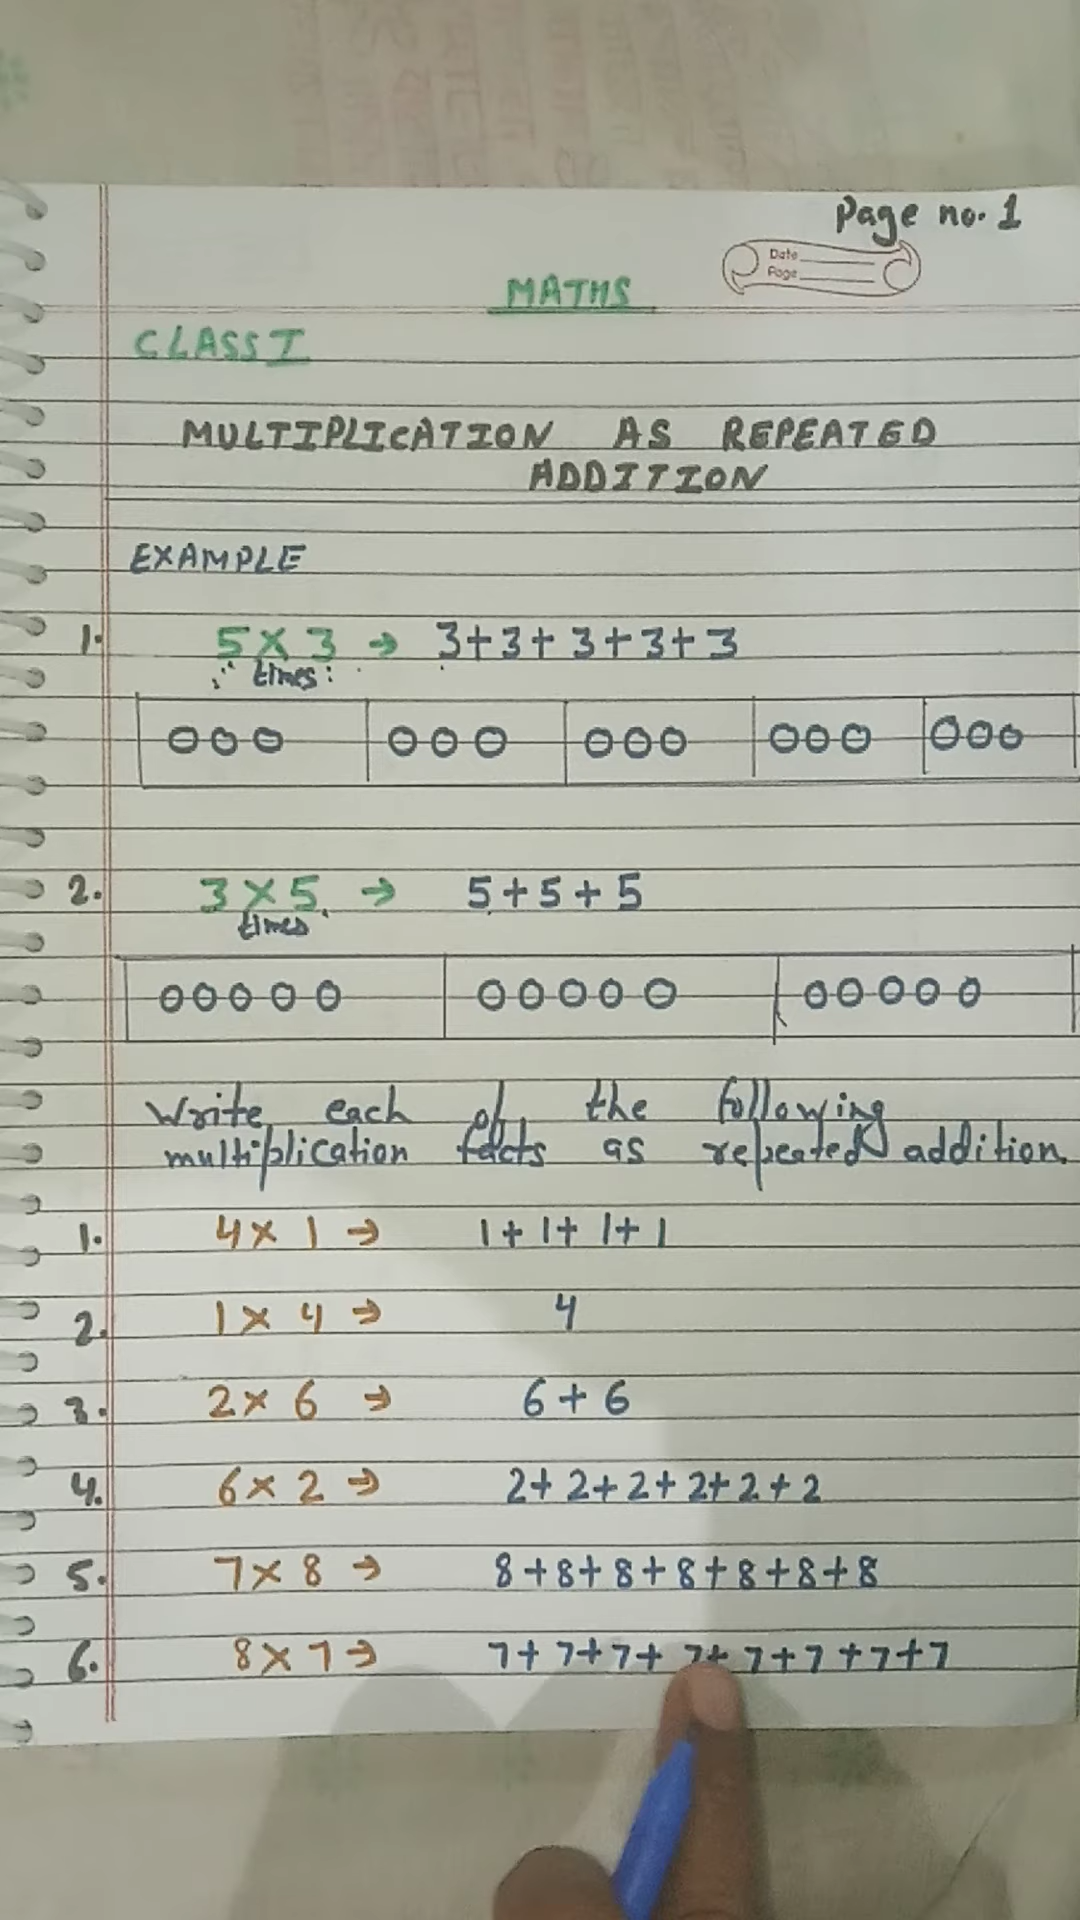 Page no. 1
Date
Page
MATHS
CLASS I
MULTIPLICATION AS REPEATED
ADDITION
EXAMPLE
1. 5 × 3 → 3+3+3+3+3
times
2. 3 × 5 → 5+5+5
times
Write each of the following
multiplication facts as repeated addition.
1. 4 × 1 → 1+1+1+1
2. 1 × 4 → 4
3. 2 × 6 → 6+6
4. 6 × 2 → 2+2+2+2+2+2
5. 7 × 8 → 8+8+8+8+8+8+8
6. 8 × 7 → 7+7+7+7+7+7+7+7